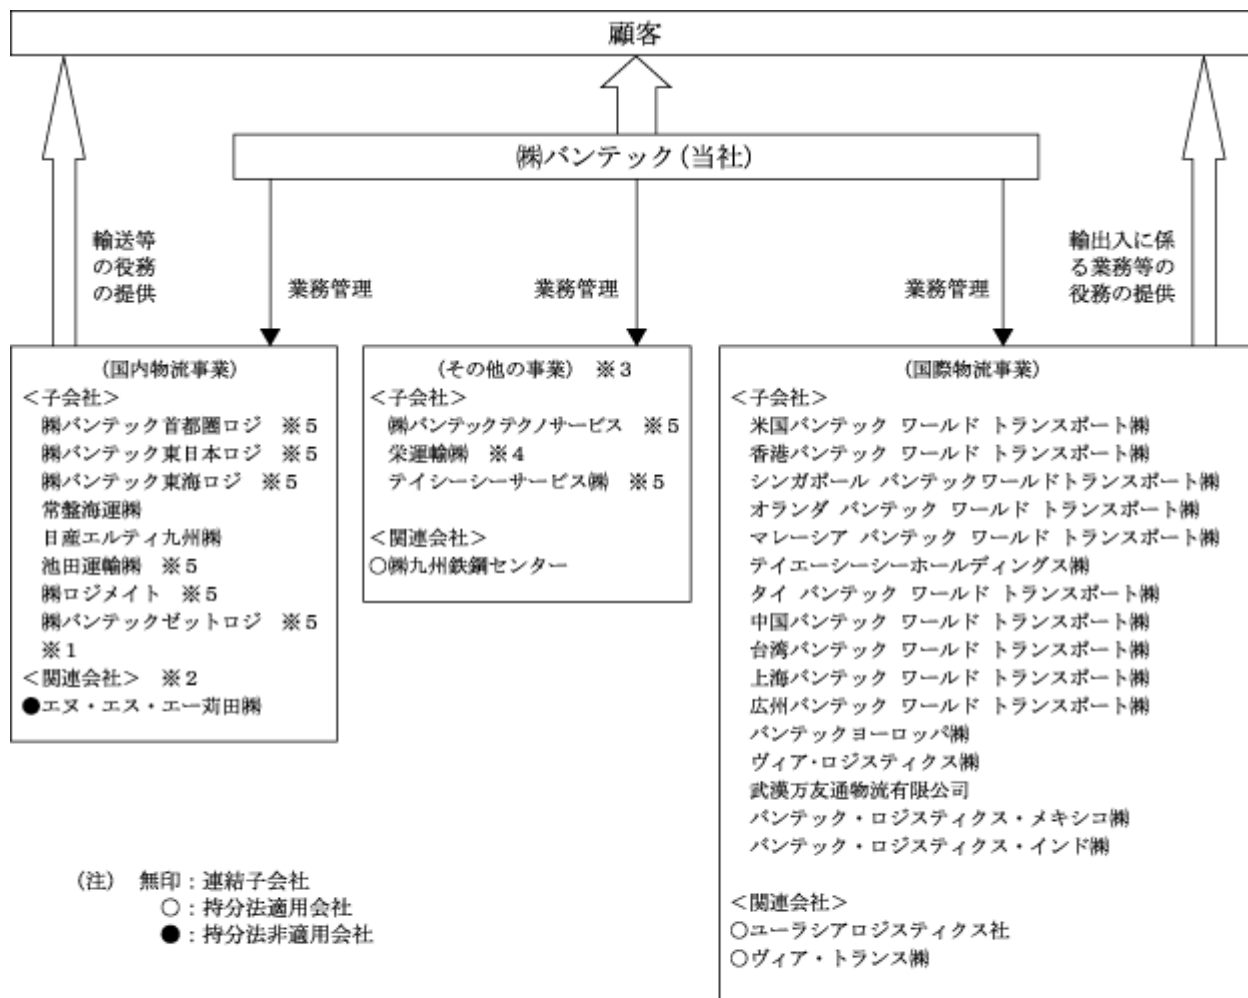 顧客
㈱バンテック(当社)
輸送等
の役務
の提供
業務管理
業務管理
業務管理
輸出入に係
る業務等の
役務の提供
(国内物流事業)
＜子会社＞
㈱バンテック首都圏ロジ ※５
㈱バンテック東日本ロジ ※５
㈱バンテック東海ロジ ※５
常盤海運㈱
日産エルティ九州㈱
池田運輸㈱ ※５
㈱ロジメイト ※５
㈱バンテックゼットロジ ※５
※１
＜関連会社＞ ※２
●エヌ・エス・エー苅田㈱
(その他の事業) ※３
＜子会社＞
㈱バンテックテクノサービス ※５
栄運輸㈱ ※４
テイシーシーサービス㈱ ※５
＜関連会社＞
○㈱九州鉄鋼センター
(国際物流事業)
＜子会社＞
米国バンテック ワールド トランスポート㈱
香港バンテック ワールド トランスポート㈱
シンガポール バンテックワールドトランスポート㈱
オランダ バンテック ワールド トランスポート㈱
マレーシア バンテック ワールド トランスポート㈱
テイエーシーシーホールディングス㈱
タイ バンテック ワールド トランスポート㈱
中国バンテック ワールド トランスポート㈱
台湾バンテック ワールド トランスポート㈱
上海バンテック ワールド トランスポート㈱
広州バンテック ワールド トランスポート㈱
バンテックヨーロッパ㈱
ヴィア・ロジスティクス㈱
武漢万友通物流有限公司
バンテック・ロジスティクス・メキシコ㈱
バンテック・ロジスティクス・インド㈱
＜関連会社＞
○ユーラシアロジスティクス社
○ヴィア・トランス㈱
(注) 無印：連結子会社
○：持分法適用会社
●：持分法非適用会社